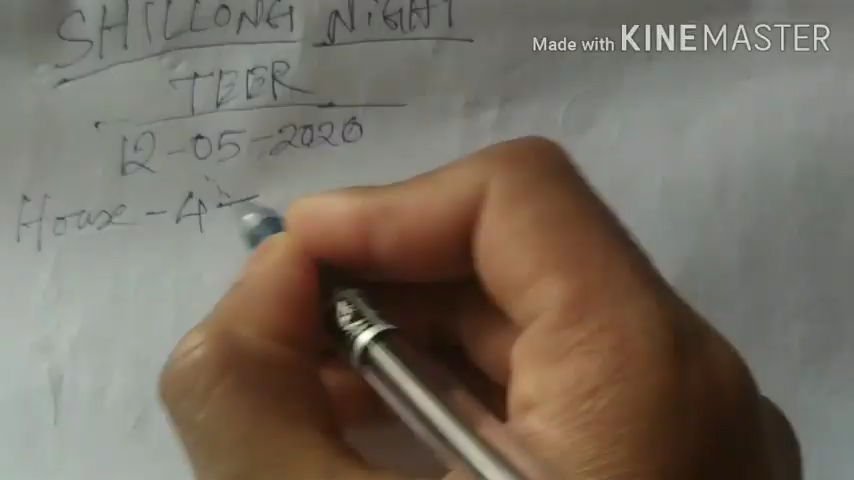 SHILLONG NIGHT
Made with KINEMASTER
TEER
12-05-2020
House - 4